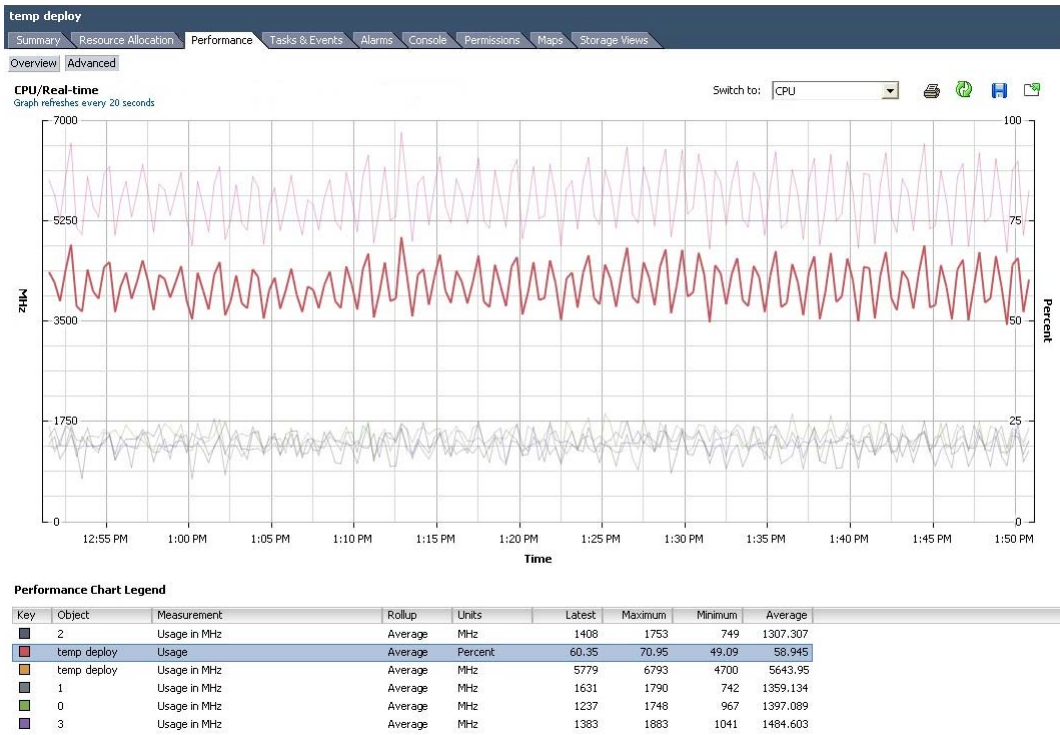 temp deploy
Summary Resource Allocation Performance Tasks & Events Alarms Console Permissions Maps Storage Views
Overview Advanced
CPU/Real-time Switch to: CPU
Graph refreshes every 20 seconds
7000 100
5250 75
MHz
Percent
3500 50
1750 25
0 0
12:55 PM 1:00 PM 1:05 PM 1:10 PM 1:15 PM 1:20 PM 1:25 PM 1:30 PM 1:35 PM 1:40 PM 1:45 PM 1:50 PM
Time
Performance Chart Legend
Key Object Measurement Rollup Units Latest Maximum Minimum Average
2 Usage in MHz Average MHz 1408 1753 749 1307.307
temp deploy Usage Average Percent 60.35 70.95 49.09 58.945
temp deploy Usage in MHz Average MHz 5779 6793 4700 5643.95
1 Usage in MHz Average MHz 1631 1790 742 1359.134
0 Usage in MHz Average MHz 1237 1748 967 1397.089
3 Usage in MHz Average MHz 1383 1883 1041 1484.603